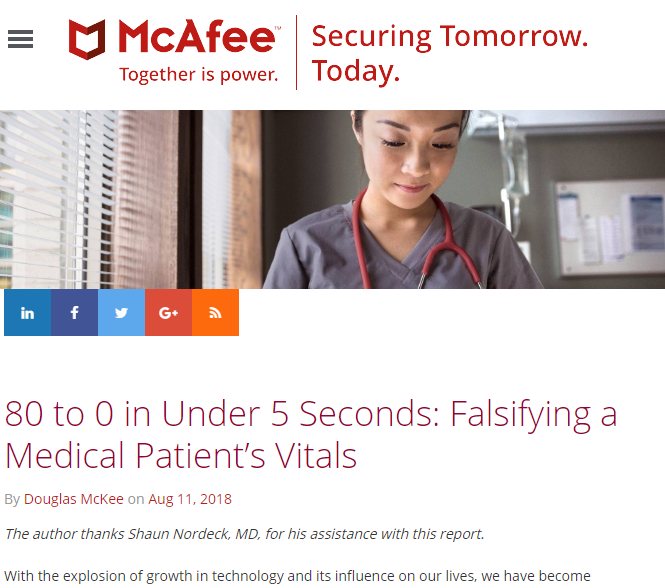 McAfee™
Together is power.
Securing Tomorrow.
Today.
in f G+
80 to 0 in Under 5 Seconds: Falsifying a
Medical Patient’s Vitals
By Douglas McKee on Aug 11, 2018
The author thanks Shaun Nordeck, MD, for his assistance with this report.
With the explosion of growth in technology and its influence on our lives, we have become